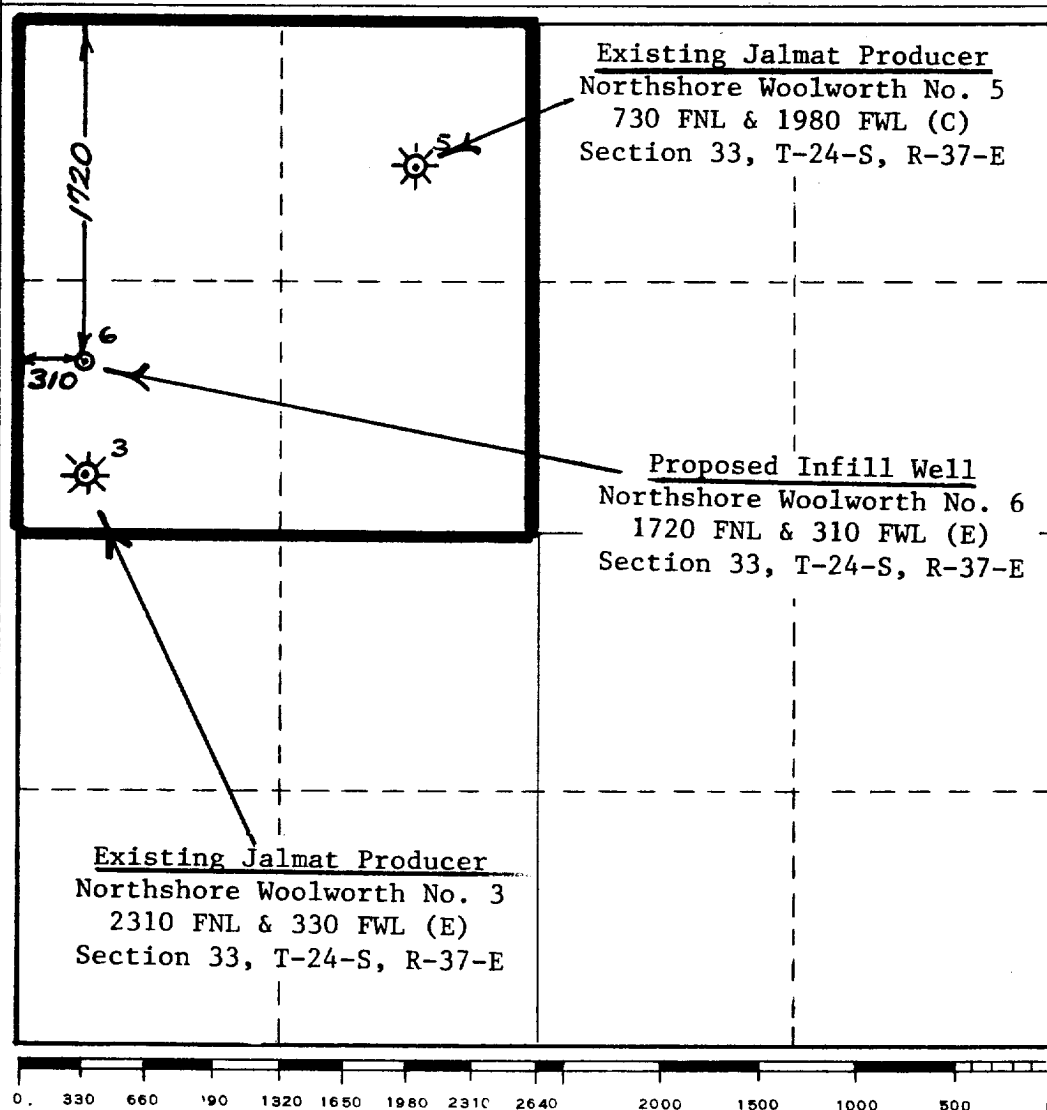 Existing Jalmat Producer
Northshore Woolworth No. 5
730 FNL & 1980 FWL (C)
Section 33, T-24-S, R-37-E
5
1720
6
310
3
Proposed Infill Well
Northshore Woolworth No. 6
1720 FNL & 310 FWL (E)
Section 33, T-24-S, R-37-E
Existing Jalmat Producer
Northshore Woolworth No. 3
2310 FNL & 330 FWL (E)
Section 33, T-24-S, R-37-E
0. 330 660 '90 1320 1650 1980 2310 2640 2000 1500 1000 500